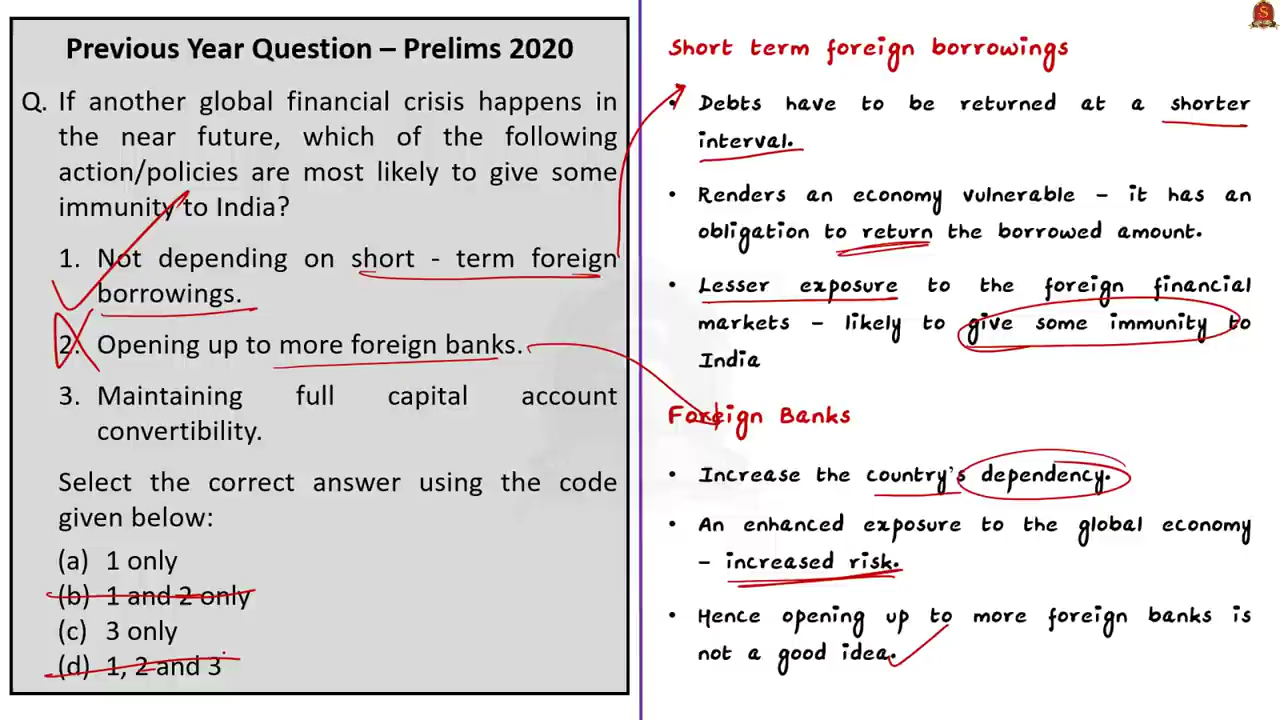 Previous Year Question – Prelims 2020
Q. If another global financial crisis happens in
the near future, which of the following
action/policies are most likely to give some
immunity to India?
1. Not depending on short - term foreign
borrowings.
2. Opening up to more foreign banks.
3. Maintaining full capital account
convertibility.
Select the correct answer using the code
given below:
(a) 1 only
(b) 1 and 2 only
(c) 3 only
(d) 1, 2 and 3
Short term foreign borrowings
• Debts have to be returned at a shorter
interval.
• Renders an economy vulnerable – it has an
obligation to return the borrowed amount.
• Lesser exposure to the foreign financial
markets – likely to give some immunity to
India
Foreign Banks
• Increase the country's dependency.
• An enhanced exposure to the global economy
– increased risk.
• Hence opening up to more foreign banks is
not a good idea.